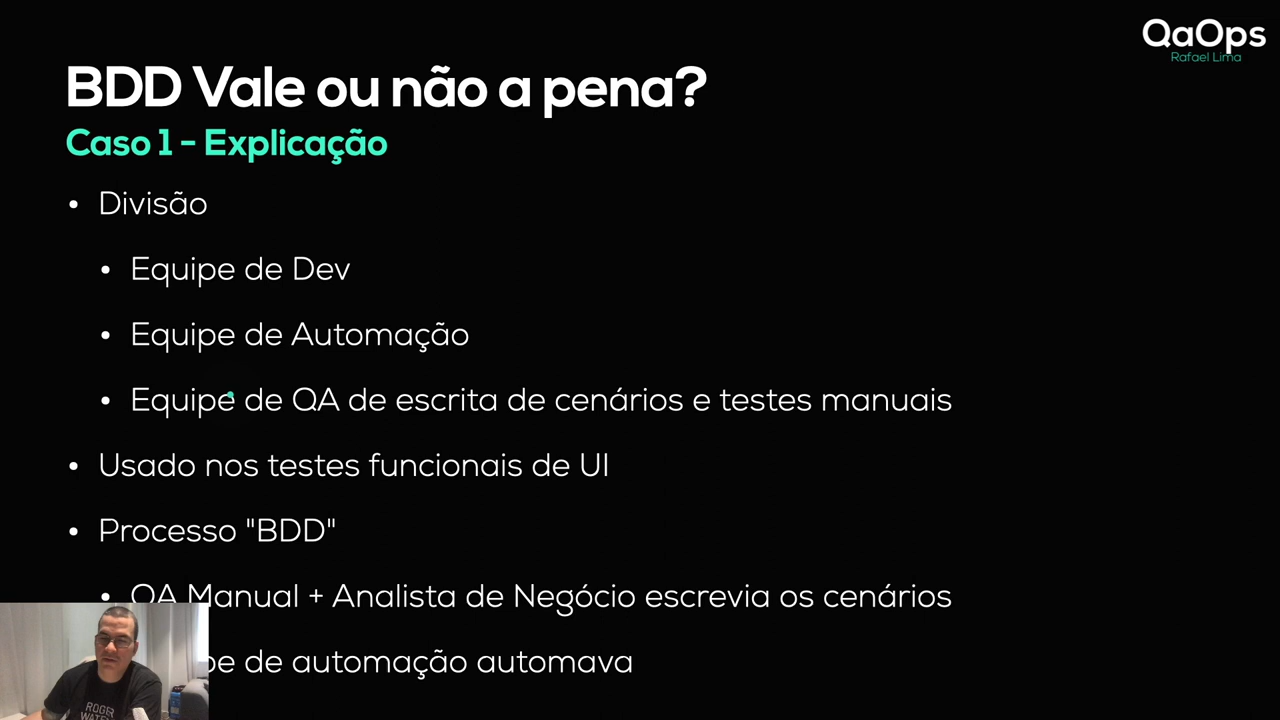 QaOps
Rafael Lima
BDD Vale ou não a pena?
Caso 1 - Explicação
• Divisão
• Equipe de Dev
• Equipe de Automação
• Equipe de QA de escrita de cenários e testes manuais
• Usado nos testes funcionais de UI
• Processo "BDD"
• QA Manual + Analista de Negócio escrevia os cenários
de automação automava
ROGER